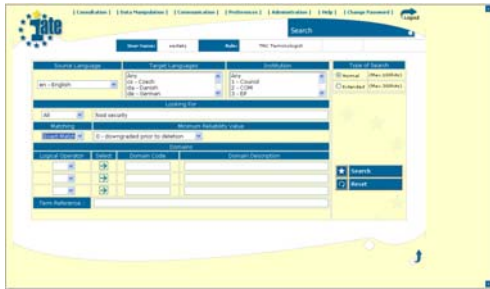 iate
| Consultation | | Data Manipulation | | Communication | | Preferences | | Administration | | Help | | Change Password |
Logout
Search
User Name: Role: TRC Terminologist
Source Language Target Languages Institution Type of Search
en - English
Any
cs - Czech
da - Danish
de - German
Any
1 - Council
2 - COM
3 - EP
Normal
Extended
Looking For
All food security
Matching Minimum Reliability Value
Exact Match 0 - downgraded prior to deletion
Domains
Logical Operator Select Domain Code Domain Description
Search
Reset
Term Reference :